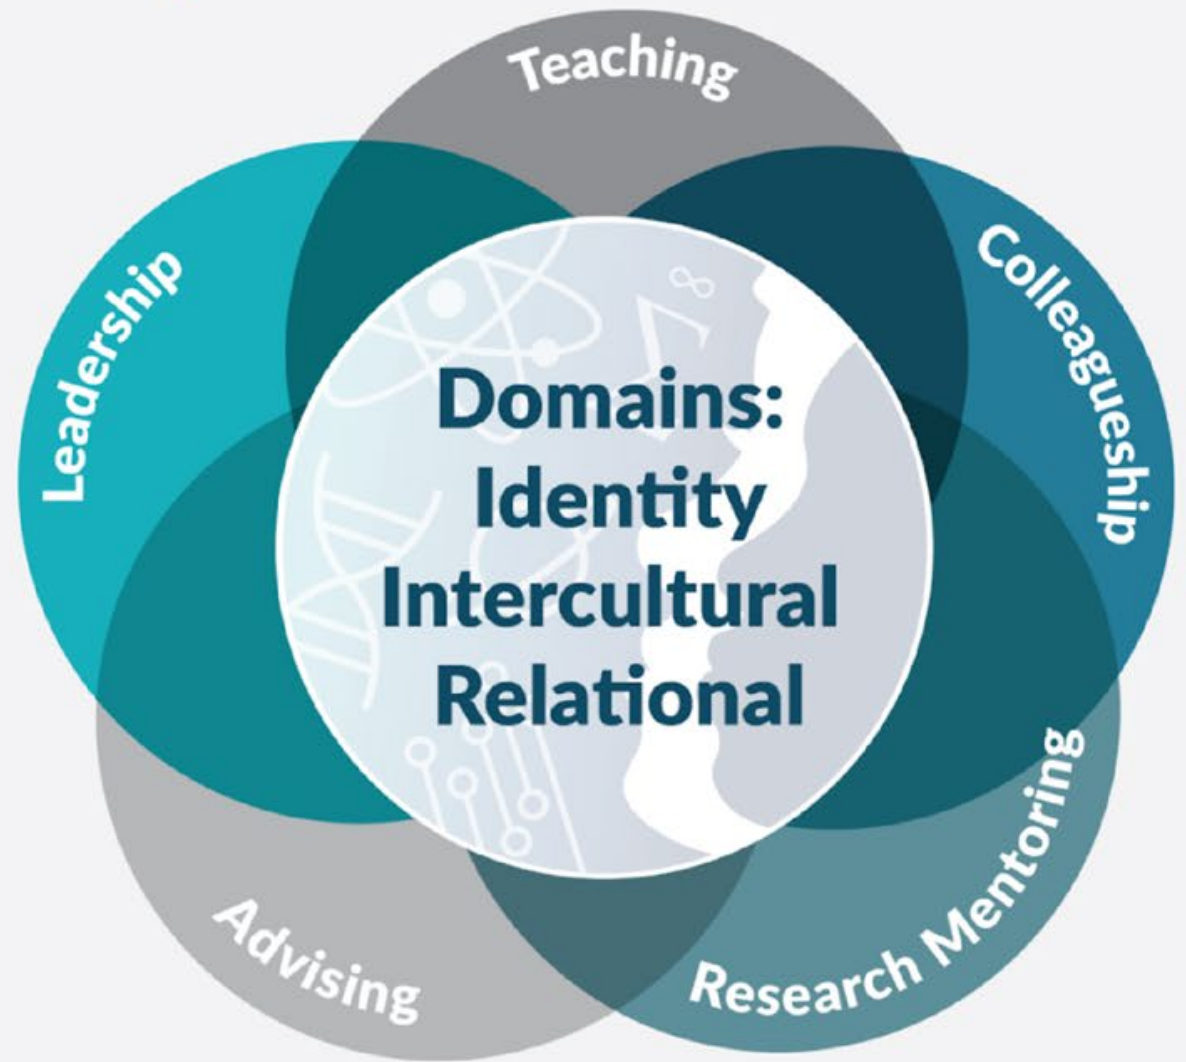 Teaching
Leadership
Colleagueship
Domains:
Identity
Intercultural
Relational
Advising
Research Mentoring
∞